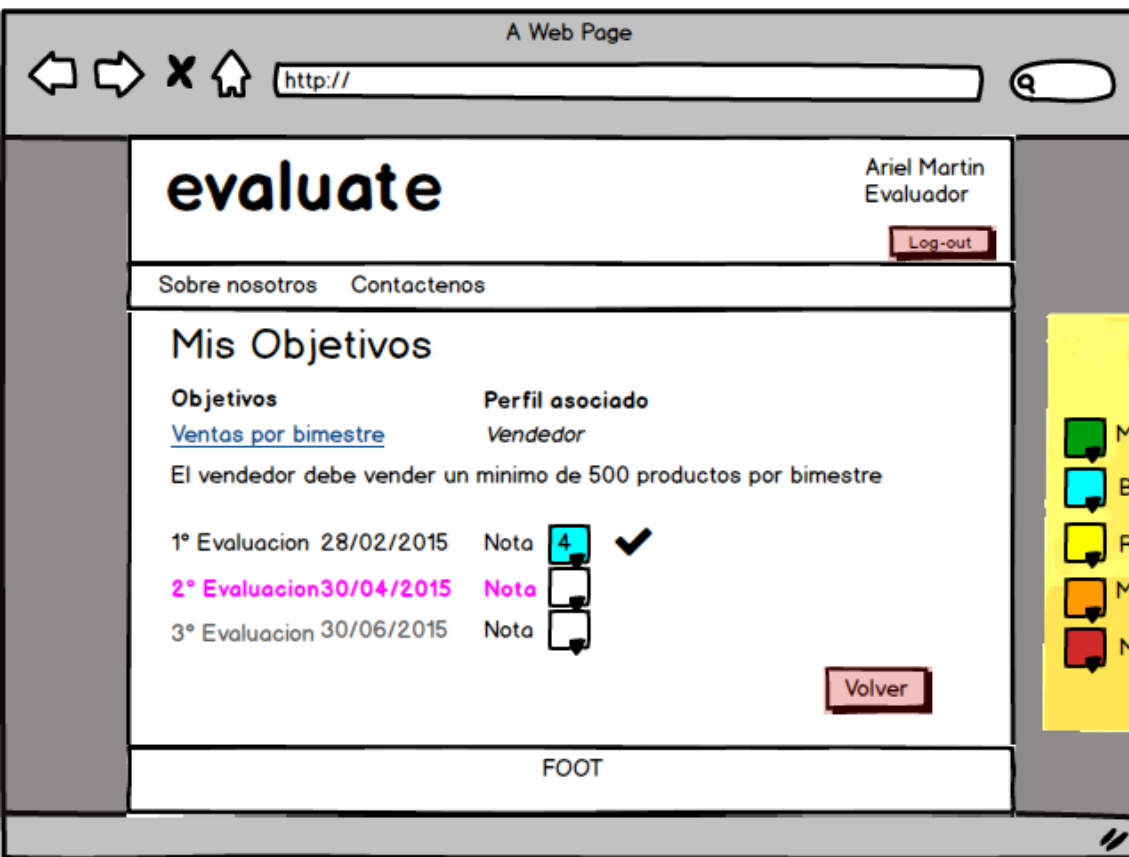 A Web Page
http://
evaluate
Ariel Martin
Evaluador
Log-out
Sobre nosotros Contactenos
Mis Objetivos
Objetivos Perfil asociado
Ventas por bimestre Vendedor
El vendedor debe vender un minimo de 500 productos por bimestre
1° Evaluacion 28/02/2015 Nota 4
2° Evaluacion 30/04/2015 Nota
3° Evaluacion 30/06/2015 Nota
Volver
FOOT